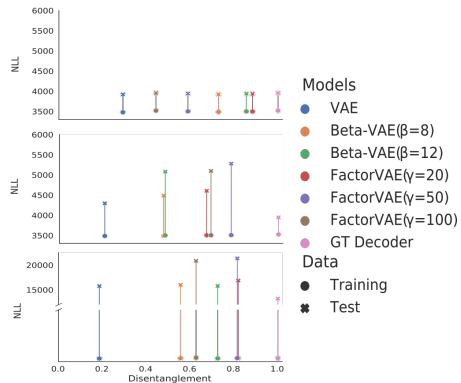 6000
5500
5000
4500
4000
3500
NLL
6000
5500
5000
4500
4000
3500
NLL
20000
15000
NLL
0.0 0.2 0.4 0.6 0.8 1.0
Disentanglement
Models
VAE
Beta-VAE(β=8)
Beta-VAE(β=12)
FactorVAE(γ=20)
FactorVAE(γ=50)
FactorVAE(γ=100)
GT Decoder
Data
Training
Test